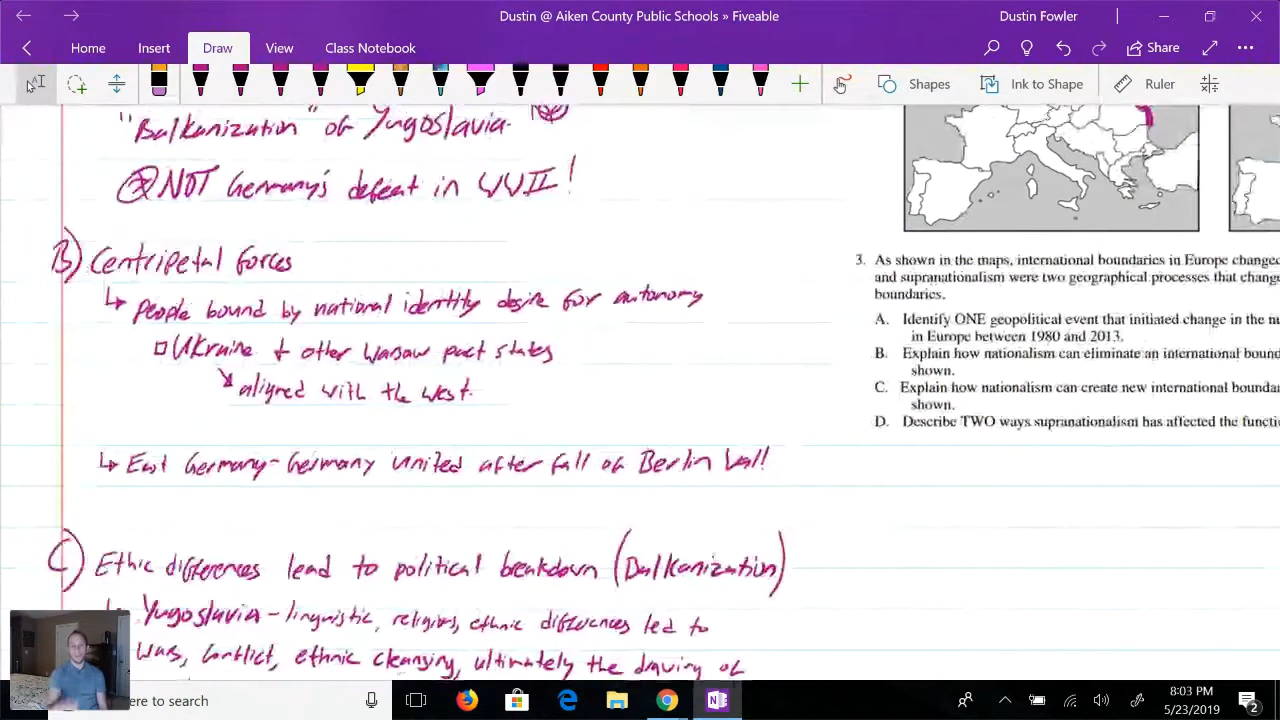 Dustin @ Aiken County Public Schools » Fiveable
Dustin Fowler
Home Insert Draw View Class Notebook
Share
Shapes Ink to Shape Ruler
"Balkanization" of Yugoslavia
NOT Germany's defeat in WWII!
B) Centripetal forces
↳ People bound by national identity desire for autonomy
Ukraine + other Warsaw pact states
aligned with the West.
↳ East Germany-Germany united after fall of Berlin Wall!
C) Ethic differences lead to political breakdown (Balkanization)
↳ Yugoslavia - linguistic, religious, ethnic differences led to
Wars, Conflict, ethnic cleansing, ultimately the drawing of
3. As shown in the maps, international boundaries in Europe changed
and supranationalism were two geographical processes that chang
boundaries.
A. Identify ONE geopolitical event that initiated change in the nu
in Europe between 1980 and 2013.
B. Explain how nationalism can eliminate an international bound
shown.
C. Explain how nationalism can create new international boundar
shown.
D. Describe TWO ways supranationalism has affected the functi
ere to search
8:03 PM
5/23/2019
2